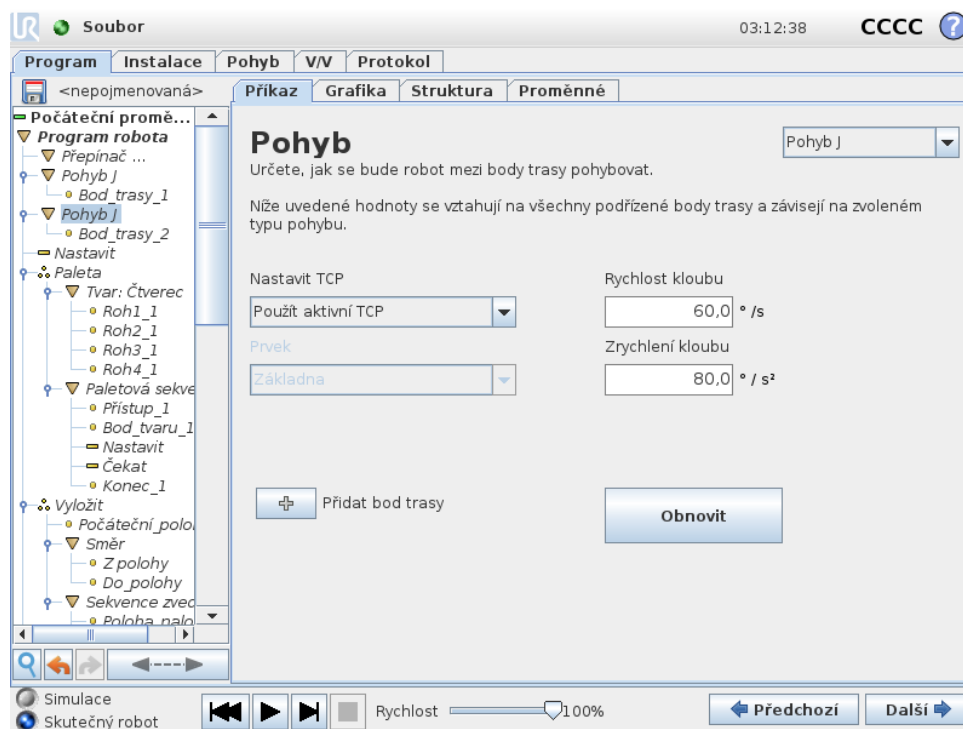 UR Soubor 03:12:38 CCCC ?
Program Instalace Pohyb V/V Protokol
<nepojmenovaná> Příkaz Grafika Struktura Proměnné
Počáteční promě...
Program robota
Přepínač ...
Pohyb J
Bod_trasy_1
Pohyb J
Bod_trasy_2
Nastavit
Paleta
Tvar: Čtverec
Roh1_1
Roh2_1
Roh3_1
Roh4_1
Paletová sekve
Přístup_1
Bod_tvaru_1
Nastavit
Čekat
Konec_1
Vyložit
Počáteční_polo
Směr
Z_polohy
Do_polohy
Sekvence zved
Poloha_nalo
Pohyb
Pohyb J
Určete, jak se bude robot mezi body trasy pohybovat.
Níže uvedené hodnoty se vztahují na všechny podřízené body trasy a závisejí na zvoleném
typu pohybu.
Nastavit TCP
Použít aktivní TCP
Prvek
Základna
Rychlost kloubu
60,0 ° /s
Zrychlení kloubu
80,0 ° / s²
Přidat bod trasy
Obnovit
Simulace
Skutečný robot
Rychlost 100%
Předchozí Další